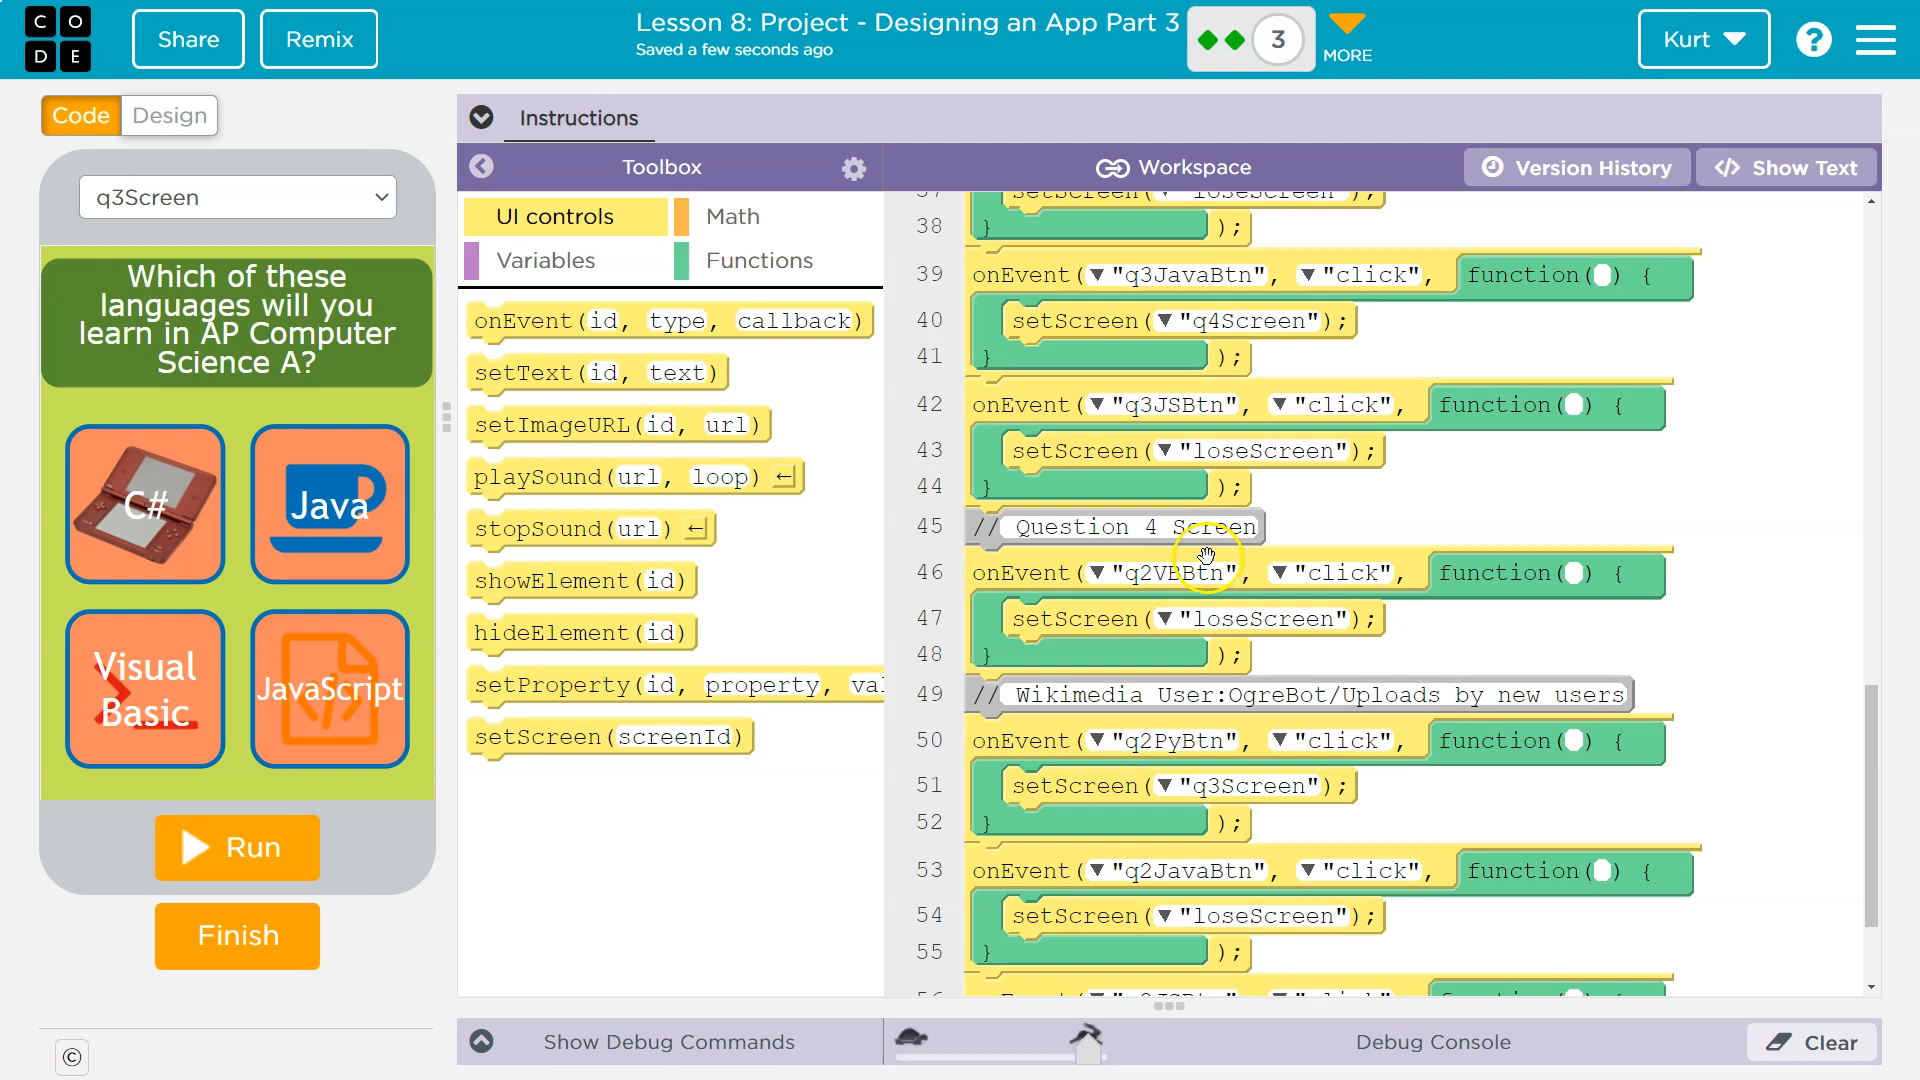 CODE
Share
Remix
Lesson 8: Project - Designing an App Part 3
Saved a few seconds ago
3
MORE
Kurt
?
Code
Design
q3Screen
Which of these
languages will you
learn in AP Computer
Science A?
C#
Java
Visual
Basic
JavaScript
Run
Finish
©
Instructions
Toolbox
Workspace
Version History
</> Show Text
UI controls
Math
Variables
Functions
onEvent(id, type, callback)
setText(id, text)
setImageURL(id, url)
playSound(url, loop) ←
stopSound(url) ←
showElement(id)
hideElement(id)
setProperty(id, property, val
setScreen(screenId)
37 setScreen(▼"loseScreen");
38 } );
39 onEvent(▼"q3JavaBtn", ▼"click", function() {
40 setScreen(▼"q4Screen");
41 } );
42 onEvent(▼"q3JSBtn", ▼"click", function() {
43 setScreen(▼"loseScreen");
44 } );
45 // Question 4 Screen
46 onEvent(▼"q2VBBtn", ▼"click", function() {
47 setScreen(▼"loseScreen");
48 } );
49 // Wikimedia User:OgreBot/Uploads by new users
50 onEvent(▼"q2PyBtn", ▼"click", function() {
51 setScreen(▼"q3Screen");
52 } );
53 onEvent(▼"q2JavaBtn", ▼"click", function() {
54 setScreen(▼"loseScreen");
55 } );
Show Debug Commands
Debug Console
Clear